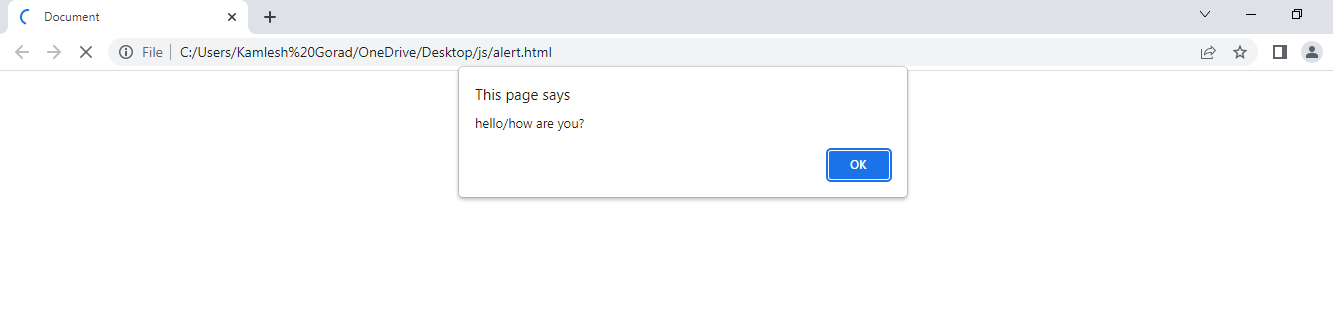 Document
File
C:/Users/Kamlesh%20Gorad/OneDrive/Desktop/js/alert.html
This page says
hello/how are you?
OK